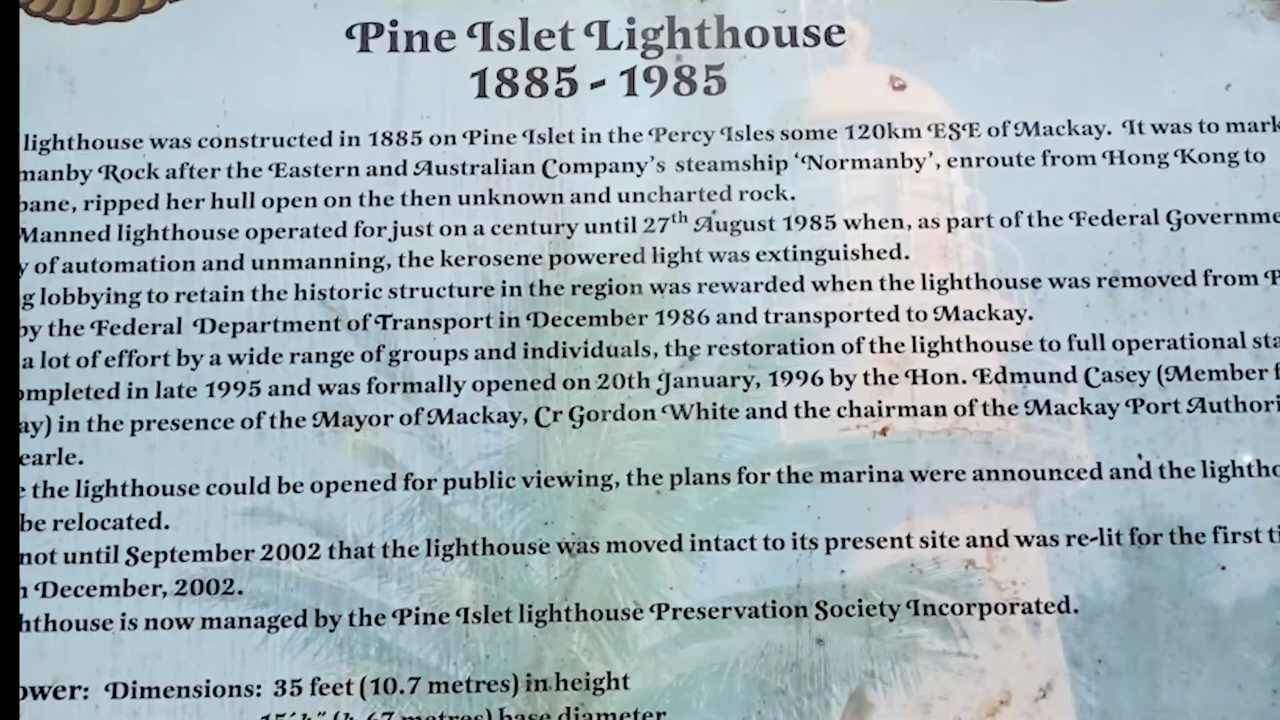 Pine Islet Lighthouse
1885 - 1985
lighthouse was constructed in 1885 on Pine Islet in the Percy Isles some 120km ESE of Mackay. It was to mark
manby Rock after the Eastern and Australian Company's steamship 'Normanby', enroute from Hong Kong to
bane, ripped her hull open on the then unknown and uncharted rock.
Manned lighthouse operated for just on a century until 27th August 1985 when, as part of the Federal Governme
y of automation and unmanning, the kerosene powered light was extinguished.
g lobbying to retain the historic structure in the region was rewarded when the lighthouse was removed from P
by the Federal Department of Transport in December 1986 and transported to Mackay.
a lot of effort by a wide range of groups and individuals, the restoration of the lighthouse to full operational sta
ompleted in late 1995 and was formally opened on 20th January, 1996 by the Hon. Edmund Casey (Member f
ay) in the presence of the Mayor of Mackay, Cr Gordon White and the chairman of the Mackay Port Authori
earle.
e the lighthouse could be opened for public viewing, the plans for the marina were announced and the lightho
be relocated.
not until September 2002 that the lighthouse was moved intact to its present site and was re-lit for the first ti
n December, 2002.
hthouse is now managed by the Pine Islet lighthouse Preservation Society Incorporated.
ower: Dimensions: 35 feet (10.7 metres) in height
metres) base diameter